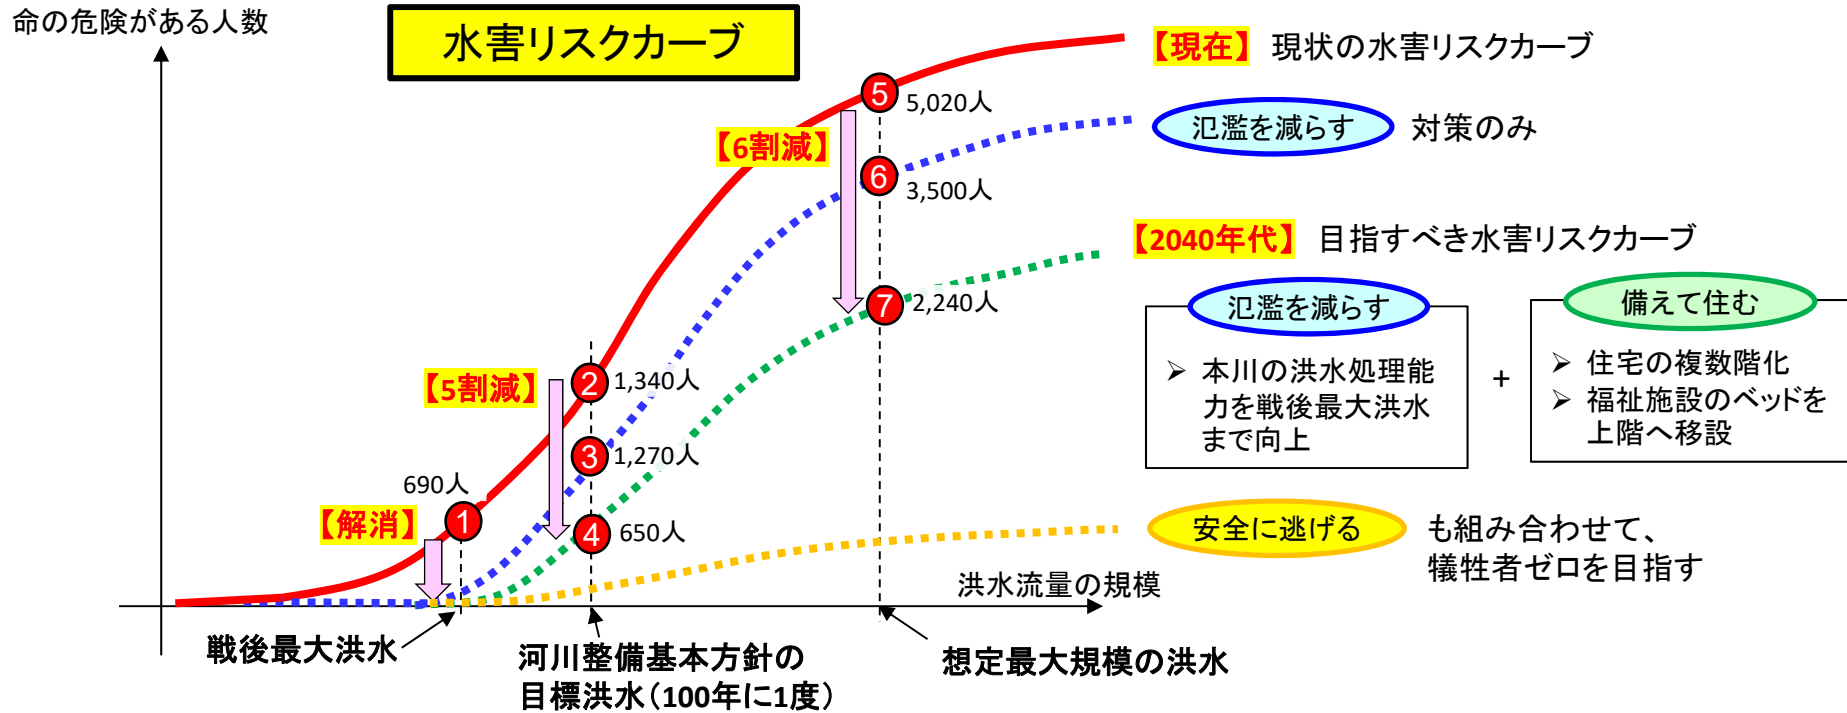 命の危険がある人数
水害リスクカーブ
【現在】 現状の水害リスクカーブ
5
5,020人
氾濫を減らす 対策のみ
【6割減】
6
3,500人
【2040年代】 目指すべき水害リスクカーブ
7
2,240人
氾濫を減らす
➢ 本川の洪水処理能
力を戦後最大洪水
まで向上
+
備えて住む
➢ 住宅の複数階化
➢ 福祉施設のベッドを
上階へ移設
【5割減】
2
1,340人
3
1,270人
690人
【解消】
1
4
650人
安全に逃げる も組み合わせて、
犠牲者ゼロを目指す
洪水流量の規模
戦後最大洪水
河川整備基本方針の
目標洪水(100年に1度)
想定最大規模の洪水